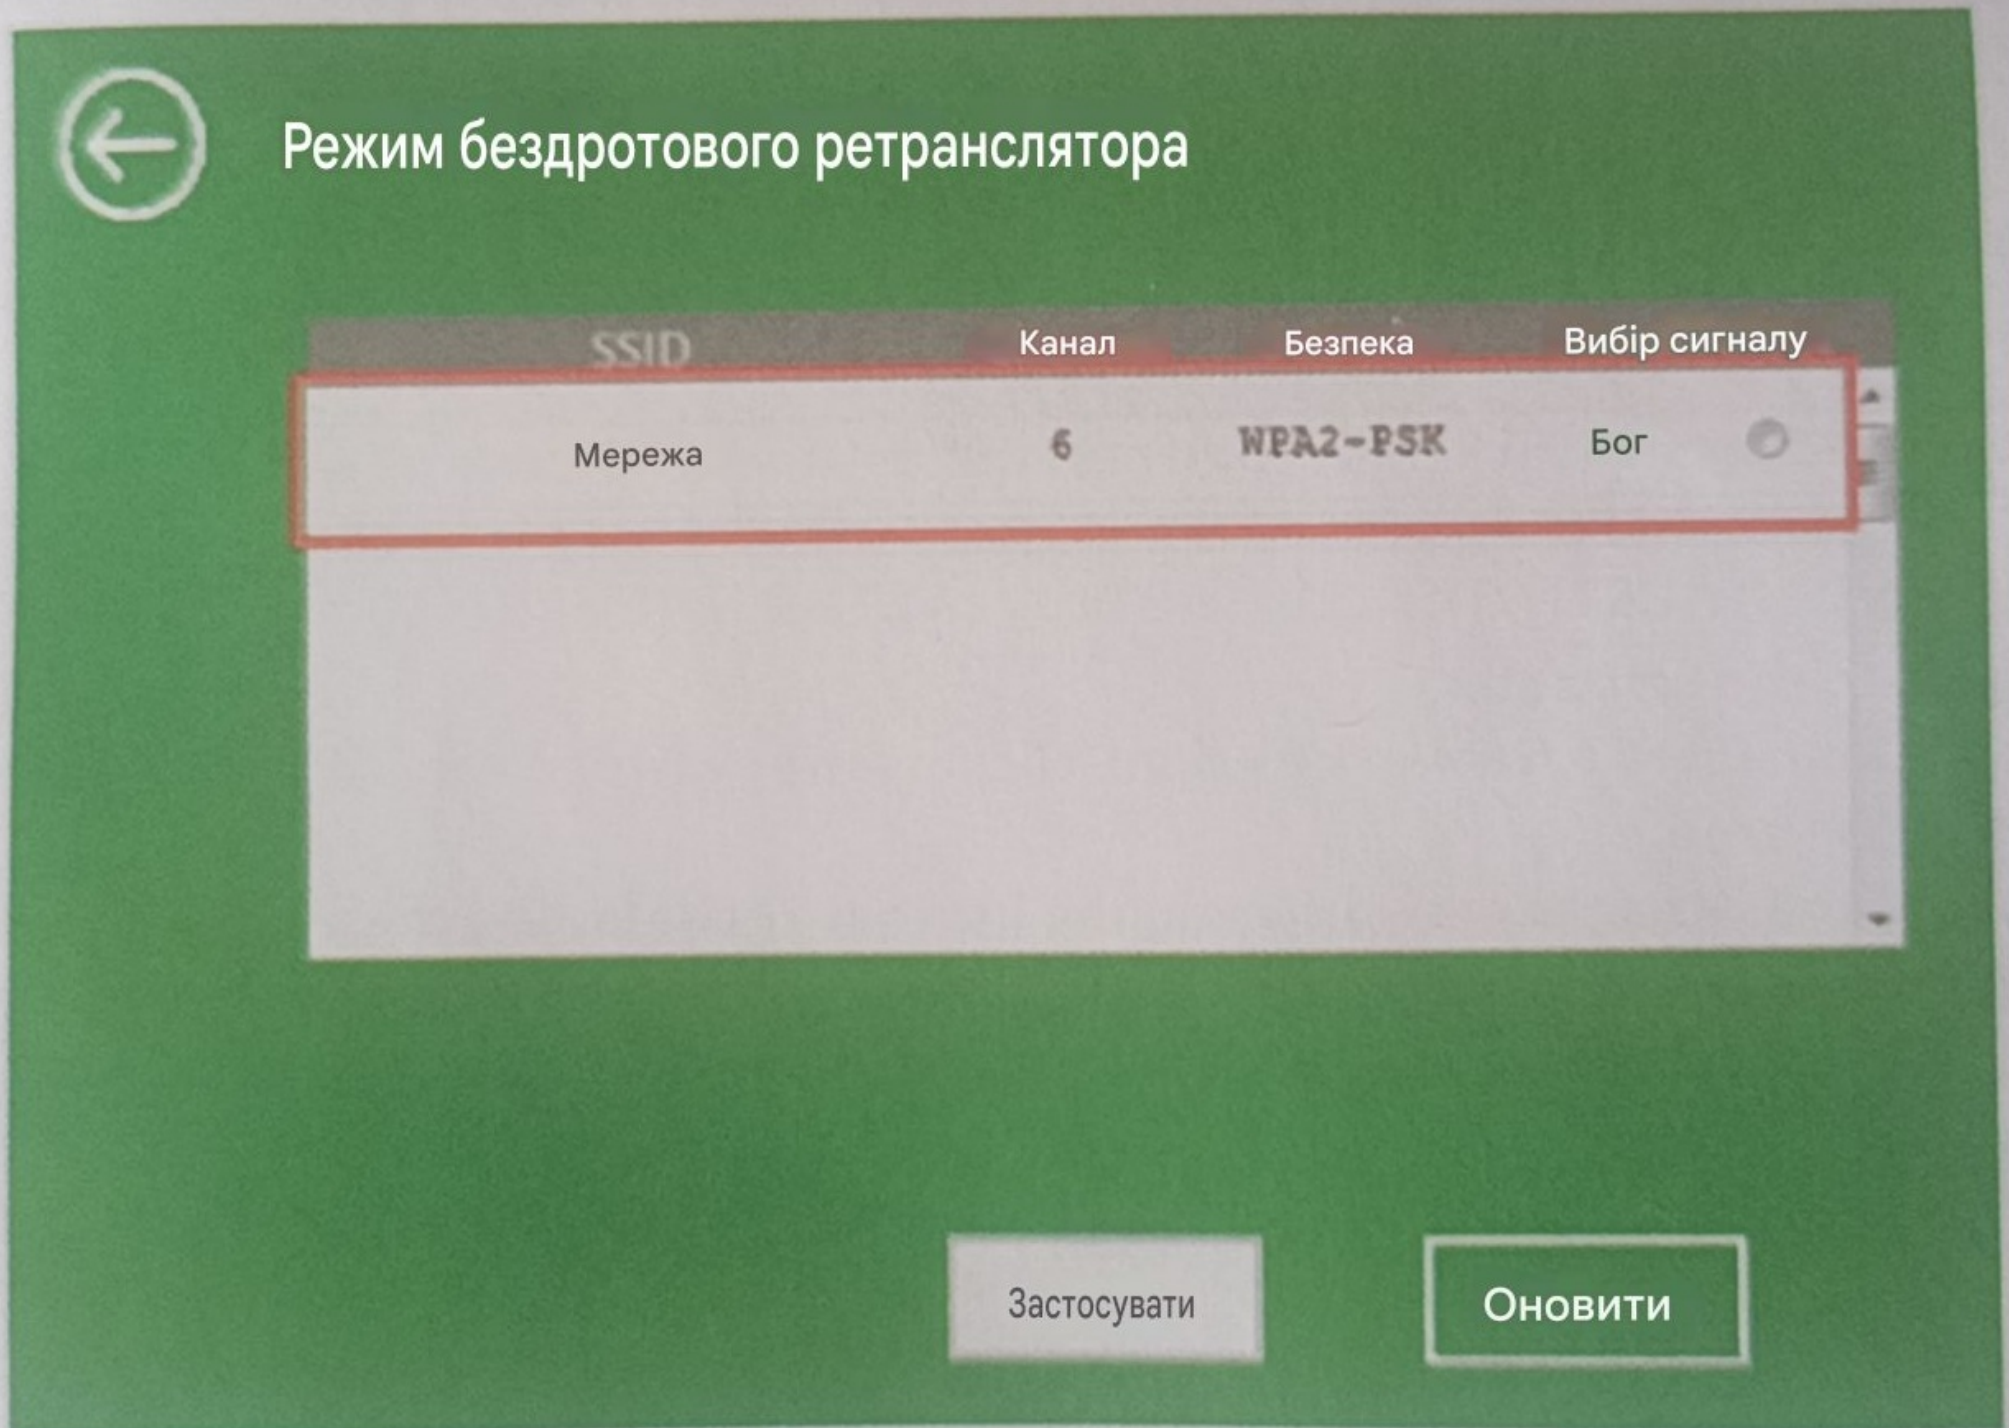 Режим бездротового ретранслятора
SSID Канал Безпека Вибір сигналу
Мережа 6 WPA2-PSK Бог
Застосувати Оновити